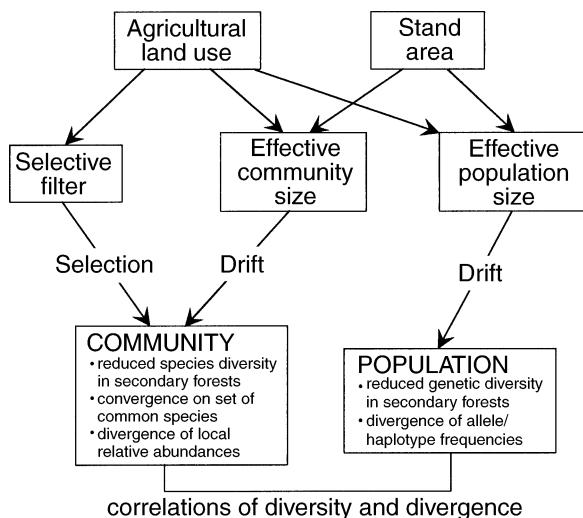 Agricultural
land use
Stand
area
Selective
filter
Effective
community
size
Effective
population
size
Selection
Drift
Drift
COMMUNITY
• reduced species diversity
in secondary forests
• convergence on set of
common species
• divergence of local
relative abundances
POPULATION
• reduced genetic diversity
in secondary forests
• divergence of allele/
haplotype frequencies
correlations of diversity and divergence